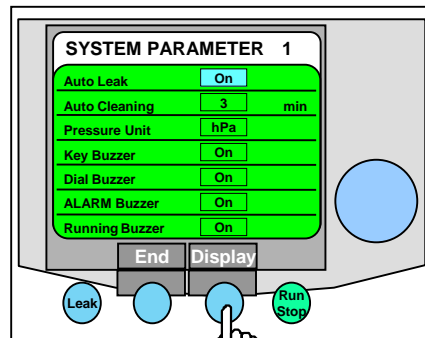 SYSTEM PARAMETER 1
Auto Leak On
Auto Cleaning 3 min
Pressure Unit hPa
Key Buzzer On
Dial Buzzer On
ALARM Buzzer On
Running Buzzer On
End Display
Leak
Run
Stop